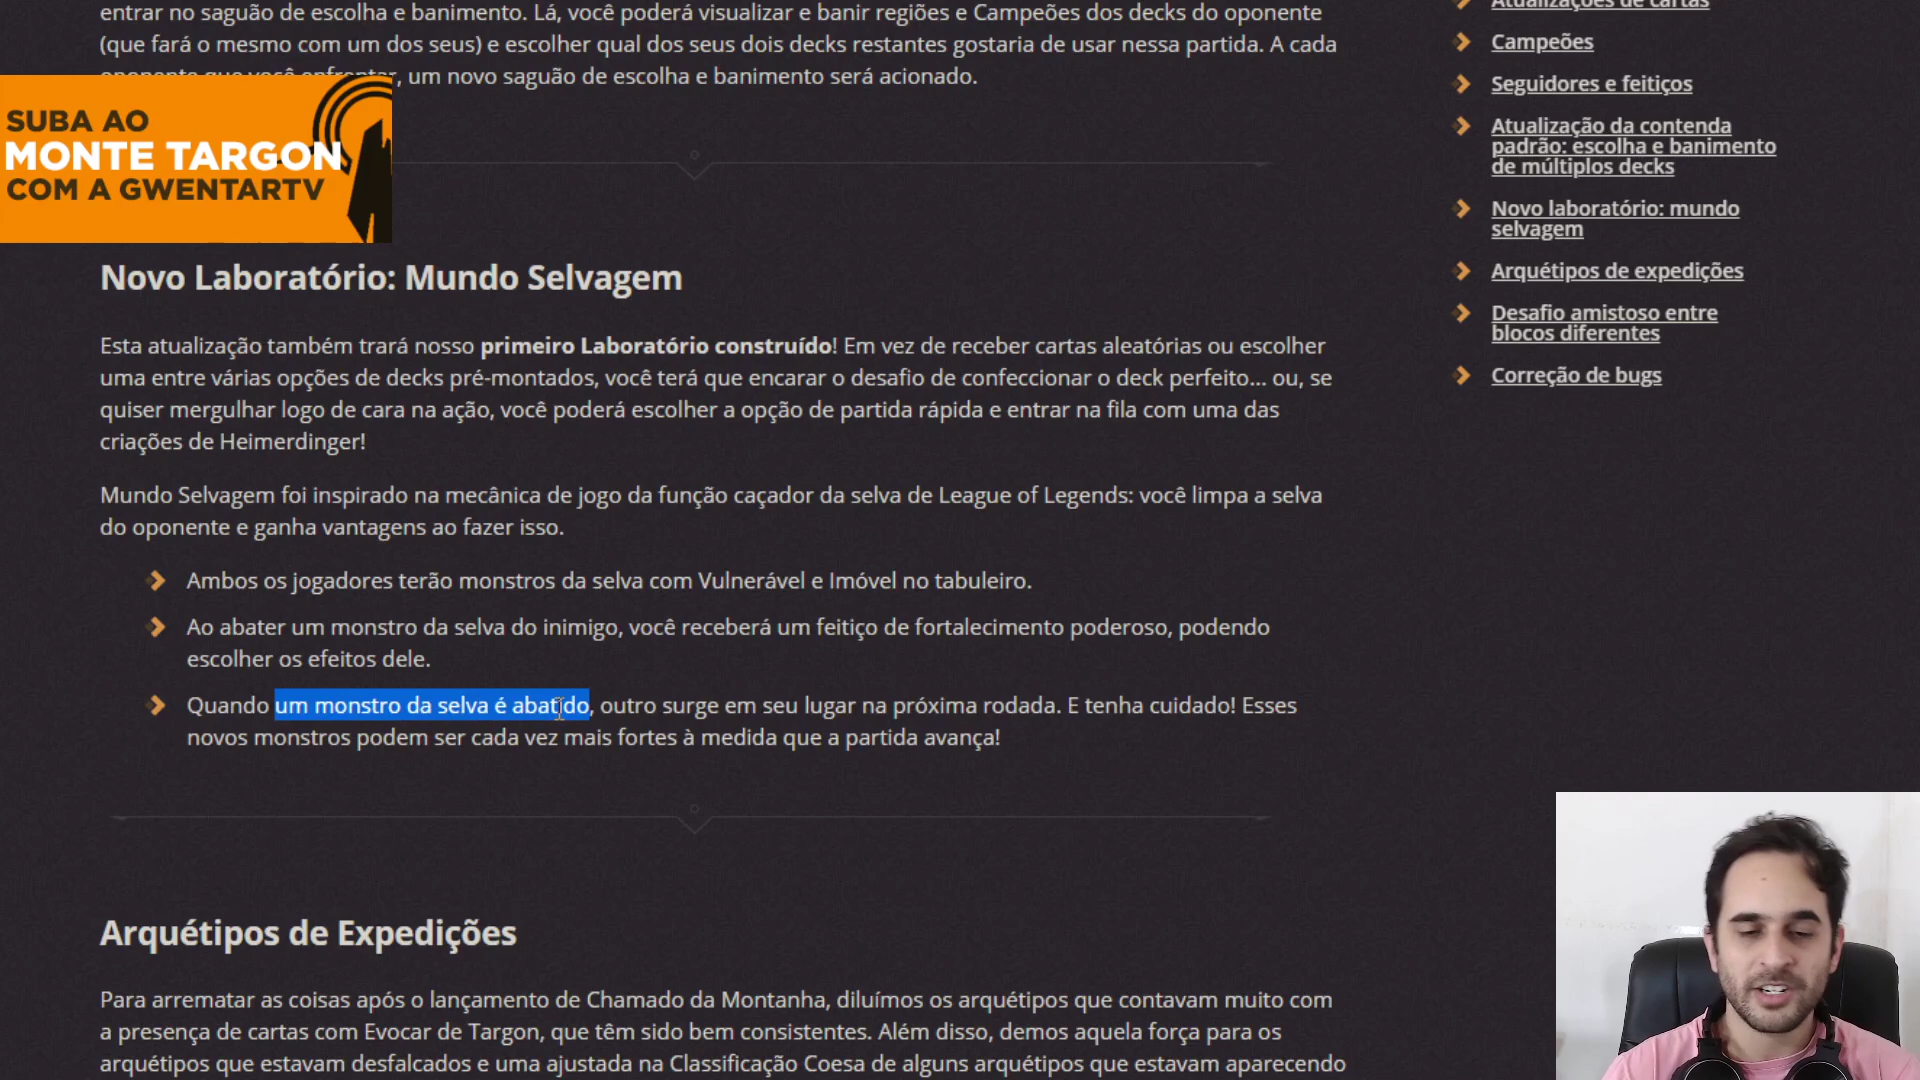 entrar no saguão de escolha e banimento. Lá, você poderá visualizar e banir regiões e Campeões dos decks do oponente
(que fará o mesmo com um dos seus) e escolher qual dos seus dois decks restantes gostaria de usar nessa partida. A cada
oponente que você enfrentar, um novo saguão de escolha e banimento será acionado.
SUBA AO
MONTE TARGON
COM A GWENTARTV
Novo Laboratório: Mundo Selvagem
Esta atualização também trará nosso primeiro Laboratório construído! Em vez de receber cartas aleatórias ou escolher
uma entre várias opções de decks pré-montados, você terá que encarar o desafio de confeccionar o deck perfeito... ou, se
quiser mergulhar logo de cara na ação, você poderá escolher a opção de partida rápida e entrar na fila com uma das
criações de Heimerdinger!
Mundo Selvagem foi inspirado na mecânica de jogo da função caçador da selva de League of Legends: você limpa a selva
do oponente e ganha vantagens ao fazer isso.
Ambos os jogadores terão monstros da selva com Vulnerável e Imóvel no tabuleiro.
Ao abater um monstro da selva do inimigo, você receberá um feitiço de fortalecimento poderoso, podendo
escolher os efeitos dele.
Quando um monstro da selva é abatido, outro surge em seu lugar na próxima rodada. E tenha cuidado! Esses
novos monstros podem ser cada vez mais fortes à medida que a partida avança!
Arquétipos de Expedições
Para arrematar as coisas após o lançamento de Chamado da Montanha, diluímos os arquétipos que contavam muito com
a presença de cartas com Evocar de Targon, que têm sido bem consistentes. Além disso, demos aquela força para os
arquétipos que estavam desfalcados e uma ajustada na Classificação Coesa de alguns arquétipos que estavam aparecendo
Atualizações de cartas
Campeões
Seguidores e feitiços
Atualização da contenda
padrão: escolha e banimento
de múltiplos decks
Novo laboratório: mundo
selvagem
Arquétipos de expedições
Desafio amistoso entre
blocos diferentes
Correção de bugs